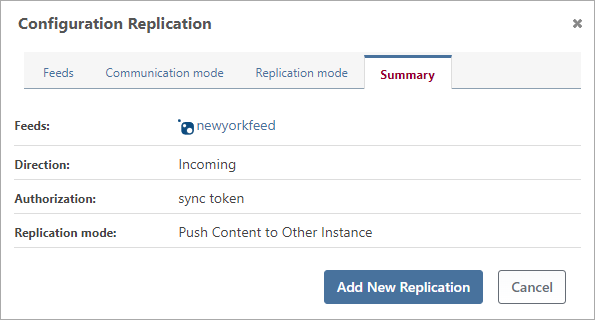 Configuration Replication ×
Feeds Communication mode Replication mode Summary
Feeds: newyorkfeed
Direction: Incoming
Authorization: sync token
Replication mode: Push Content to Other Instance
Add New Replication Cancel